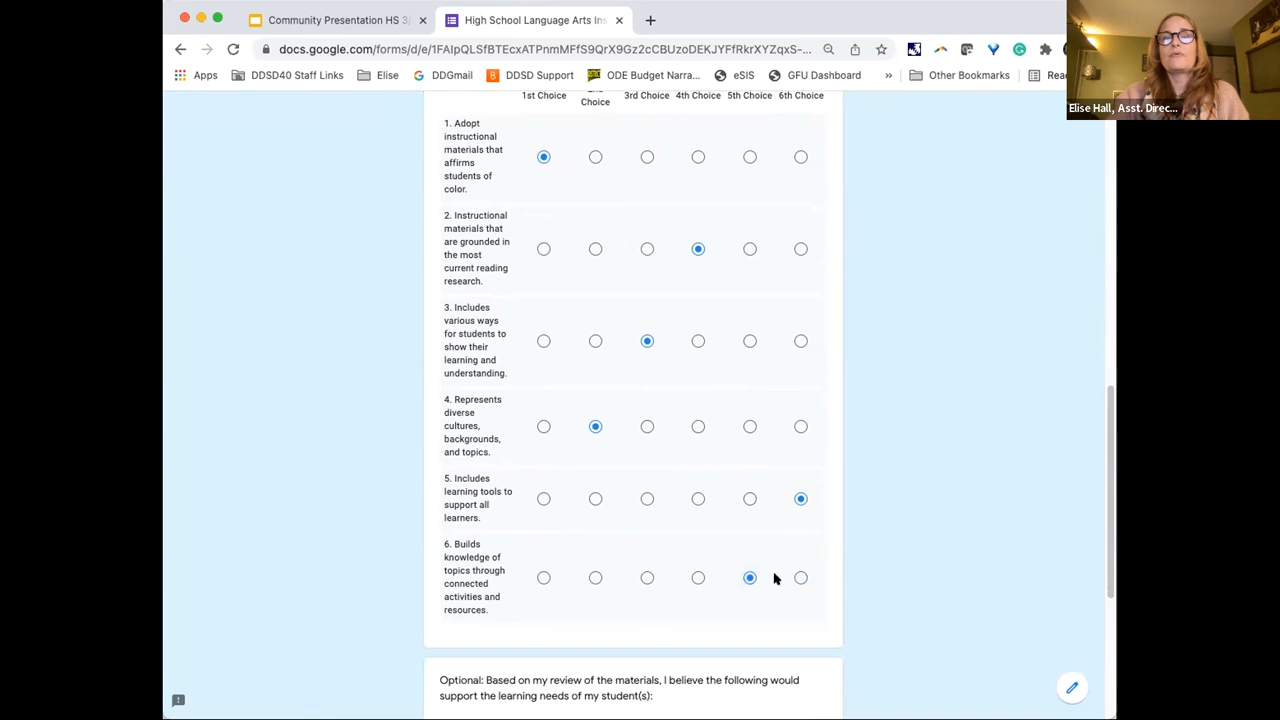 Community Presentation HS 3/
High School Language Arts Ins
docs.google.com/forms/d/e/1FAIpQLSfBTEcxATPnmMFfS9QrX9Gz2cCBUzoDEKJYFfRkrXYZqxS-...
Apps
DDSD40 Staff Links
Elise
DDGmail
DDSD Support
ODE Budget Narra...
eSIS
GFU Dashboard
»
Other Bookmarks
Rea
Elise Hall, Asst. Direc...
1st Choice
Choice
3rd Choice
4th Choice
5th Choice
6th Choice
1. Adopt
instructional
materials that
affirms
students of
color.
2. Instructional
materials that
are grounded in
the most
current reading
research.
3. Includes
various ways
for students to
show their
learning and
understanding.
4. Represents
diverse
cultures,
backgrounds,
and topics.
5. Includes
learning tools to
support all
learners.
6. Builds
knowledge of
topics through
connected
activities and
resources.
Optional: Based on my review of the materials, I believe the following would
support the learning needs of my student(s):